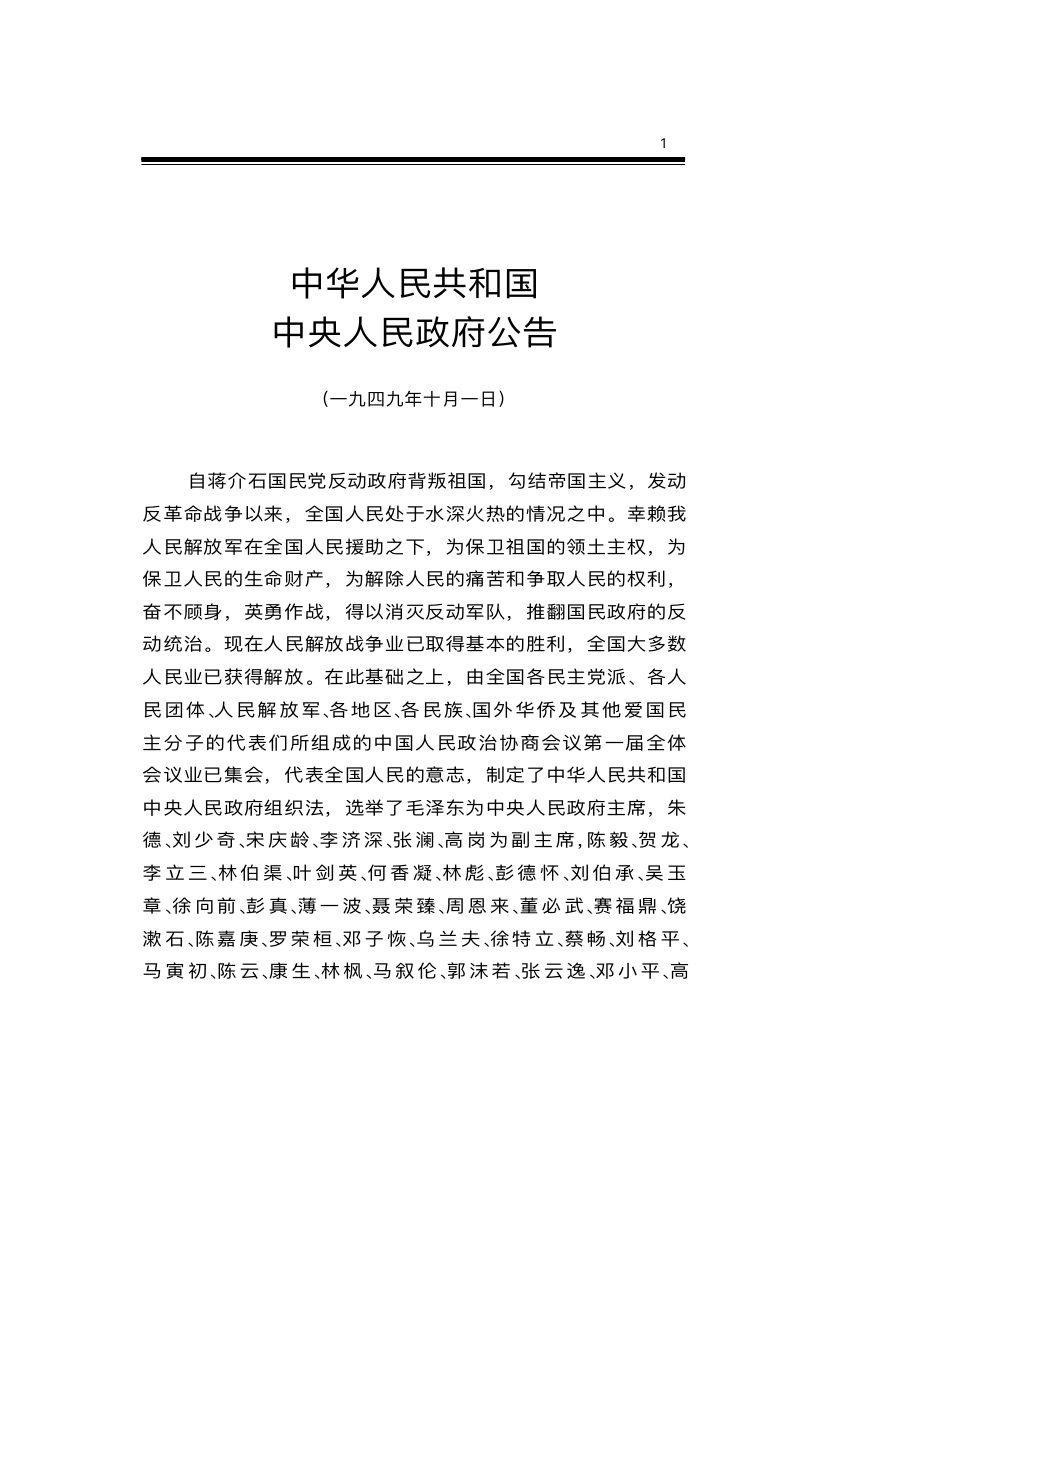 1
中华人民共和国
中央人民政府公告
（一九四九年十月一日）
自蒋介石国民党反动政府背叛祖国，勾结帝国主义，发动
反革命战争以来，全国人民处于水深火热的情况之中。幸赖我
人民解放军在全国人民援助之下，为保卫祖国的领土主权，为
保卫人民的生命财产，为解除人民的痛苦和争取人民的权利，
奋不顾身，英勇作战，得以消灭反动军队，推翻国民政府的反
动统治。现在人民解放战争业已取得基本的胜利，全国大多数
人民业已获得解放。在此基础之上，由全国各民主党派、各人
民团体、人民解放军、各地区、各民族、国外华侨及其他爱国民
主分子的代表们所组成的中国人民政治协商会议第一届全体
会议业已集会，代表全国人民的意志，制定了中华人民共和国
中央人民政府组织法，选举了毛泽东为中央人民政府主席，朱
德、刘少奇、宋庆龄、李济深、张澜、高岗为副主席，陈毅、贺龙、
李立三、林伯渠、叶剑英、何香凝、林彪、彭德怀、刘伯承、吴玉
章、徐向前、彭真、薄一波、聂荣臻、周恩来、董必武、赛福鼎、饶
漱石、陈嘉庚、罗荣桓、邓子恢、乌兰夫、徐特立、蔡畅、刘格平、
马寅初、陈云、康生、林枫、马叙伦、郭沫若、张云逸、邓小平、高